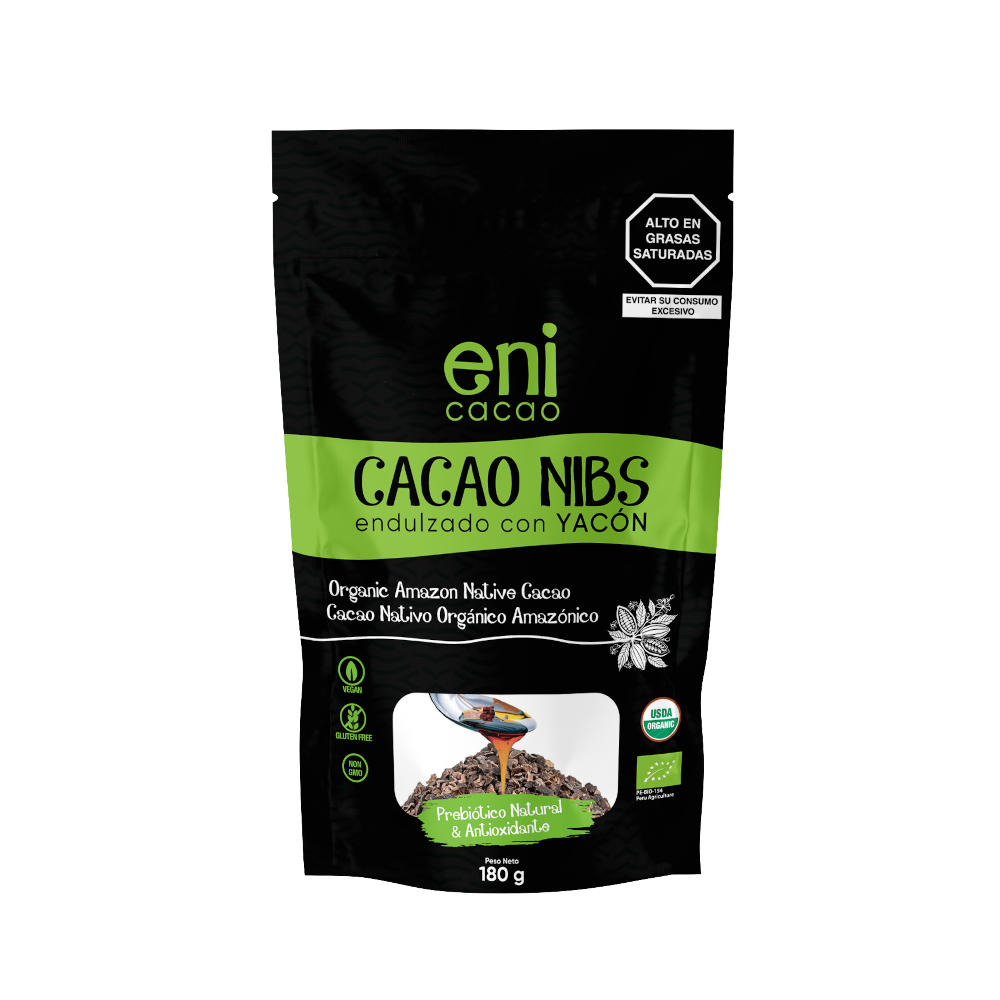 ALTO EN
GRASAS
SATURADAS
EVITAR SU CONSUMO
EXCESIVO
eni
cacao
CACAO NIBS
endulzado con YACÓN
Organic Amazon Native Cacao
Cacao Nativo Orgánico Amazónico
VEGAN
GLUTEN FREE
NON
GMO
USDA
ORGANIC
PE-BIO-154
Peru Agriculture
Prebiótico Natural
& Antioxidante
Peso Neto
180 g